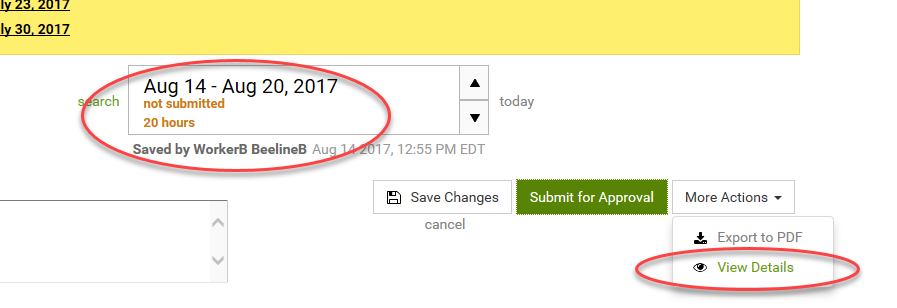 ly 23, 2017
ly 30, 2017
search
Aug 14 - Aug 20, 2017
not submitted
20 hours
today
Saved by WorkerB BeelineB Aug 14 2017, 12:55 PM EDT
Save Changes
Submit for Approval
More Actions
cancel
Export to PDF
View Details